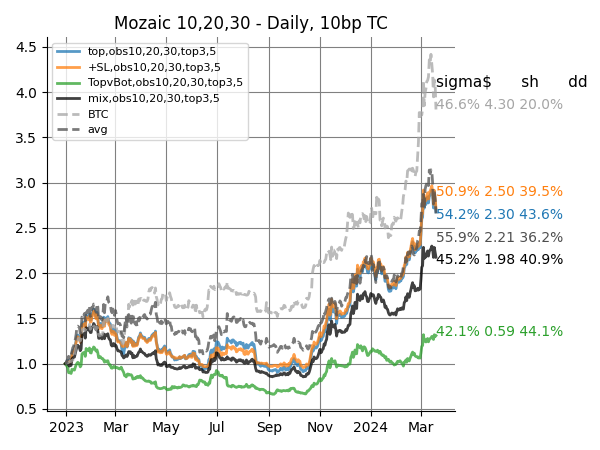 Mozaic 10,20,30 - Daily, 10bp TC
top,obs10,20,30,top3,5
+SL,obs10,20,30,top3,5
TopvBot,obs10,20,30,top3,5
mix,obs10,20,30,top3,5
BTC
avg
sigma$ sh dd
46.6% 4.30 20.0%
50.9% 2.50 39.5%
54.2% 2.30 43.6%
55.9% 2.21 36.2%
45.2% 1.98 40.9%
42.1% 0.59 44.1%
4.5
4.0
3.5
3.0
2.5
2.0
1.5
1.0
0.5
2023 Mar May Jul Sep Nov 2024 Mar